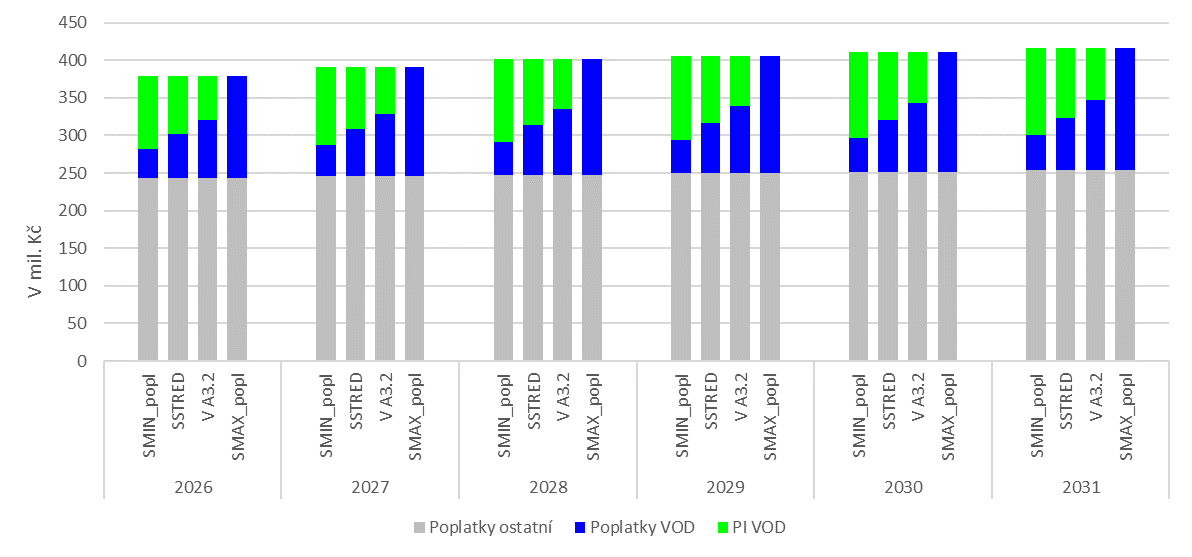 450
400
350
300
250
200
150
100
50
0
V mil. Kč
SMIN_popl SSTRED V A3.2 SMAX_popl SMIN_popl SSTRED V A3.2 SMAX_popl SMIN_popl SSTRED V A3.2 SMAX_popl SMIN_popl SSTRED V A3.2 SMAX_popl SMIN_popl SSTRED V A3.2 SMAX_popl SMIN_popl SSTRED V A3.2 SMAX_popl
2026 2027 2028 2029 2030 2031
Poplatky ostatní Poplatky VOD PI VOD